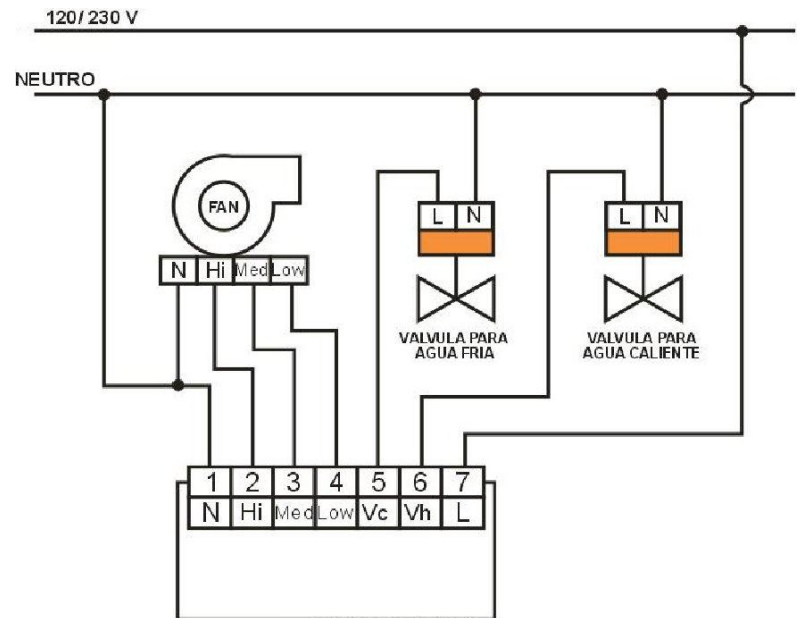 120/ 230 V
NEUTRO
FAN
N Hi Med Low
L N
L N
VALVULA PARA
AGUA FRIA
VALVULA PARA
AGUA CALIENTE
1 2 3 4 5 6 7
N Hi Med Low Vc Vh L